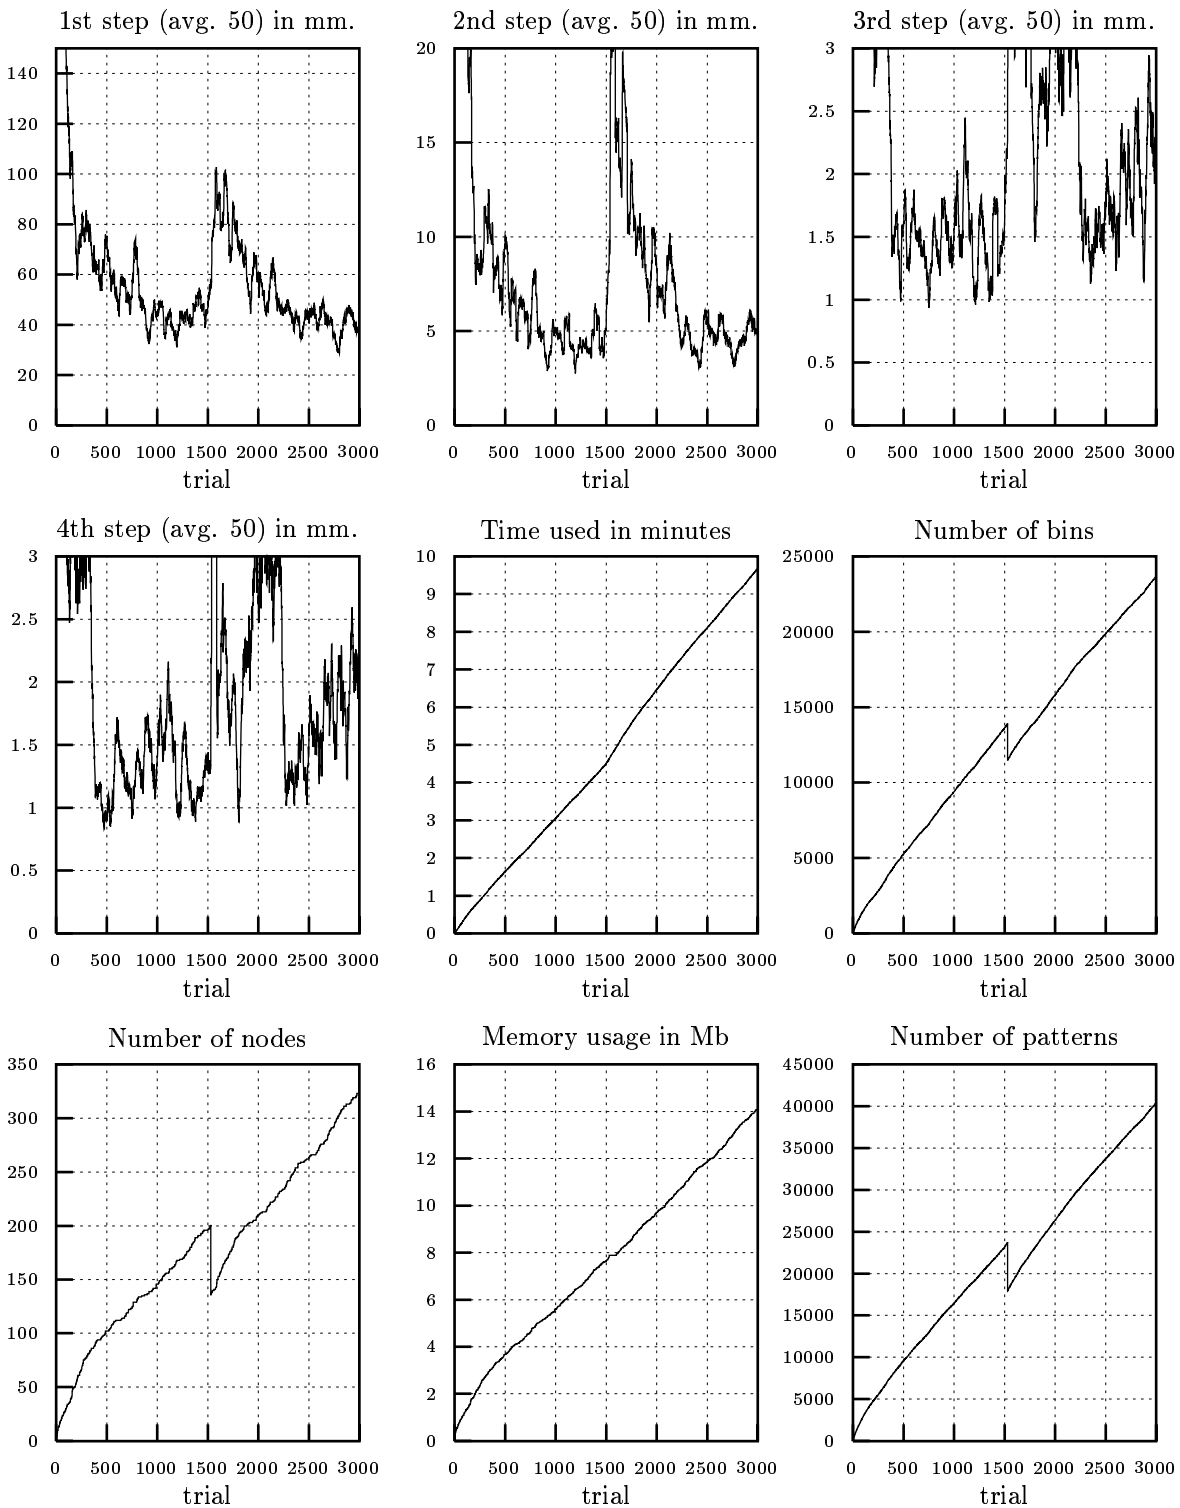 1st step (avg. 50) in mm.
140
120
100
80
60
40
20
0
0 500 1000 1500 2000 2500 3000
trial
2nd step (avg. 50) in mm.
20
15
10
5
0
0 500 1000 1500 2000 2500 3000
trial
3rd step (avg. 50) in mm.
3
2.5
2
1.5
1
0.5
0
0 500 1000 1500 2000 2500 3000
trial
4th step (avg. 50) in mm.
3
2.5
2
1.5
1
0.5
0
0 500 1000 1500 2000 2500 3000
trial
Time used in minutes
10
9
8
7
6
5
4
3
2
1
0
0 500 1000 1500 2000 2500 3000
trial
Number of bins
25000
20000
15000
10000
5000
0
0 500 1000 1500 2000 2500 3000
trial
Number of nodes
350
300
250
200
150
100
50
0
0 500 1000 1500 2000 2500 3000
trial
Memory usage in Mb
16
14
12
10
8
6
4
2
0
0 500 1000 1500 2000 2500 3000
trial
Number of patterns
45000
40000
35000
30000
25000
20000
15000
10000
5000
0
0 500 1000 1500 2000 2500 3000
trial